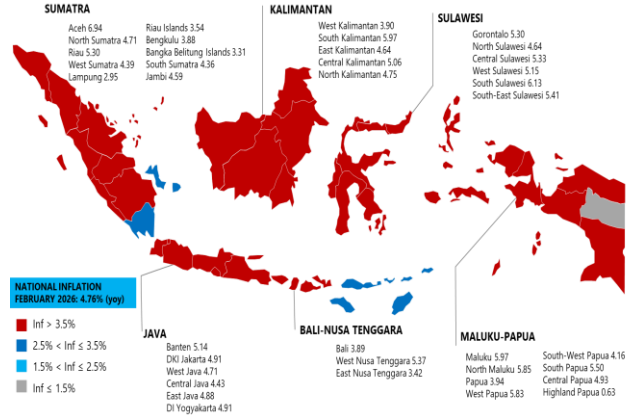 SUMATRA
Aceh 6.94
North Sumatra 4.71
Riau 5.30
West Sumatra 4.39
Lampung 2.95
Riau Islands 3.54
Bengkulu 3.88
Bangka Belitung Islands 3.31
South Sumatra 4.36
Jambi 4.59
KALIMANTAN
West Kalimantan 3.90
South Kalimantan 5.97
East Kalimantan 4.64
Central Kalimantan 5.06
North Kalimantan 4.75
SULAWESI
Gorontalo 5.30
North Sulawesi 4.64
Central Sulawesi 5.33
West Sulawesi 5.15
South Sulawesi 6.13
South-East Sulawesi 5.41
NATIONAL INFLATION
FEBRUARY 2026: 4.76% (yoy)
Inf > 3.5%
2.5% < Inf ≤ 3.5%
1.5% < Inf ≤ 2.5%
Inf ≤ 1.5%
JAVA
Banten 5.14
DKI Jakarta 4.91
West Java 4.71
Central Java 4.43
East Java 4.88
DI Yogyakarta 4.91
BALI-NUSA TENGGARA
Bali 3.89
West Nusa Tenggara 5.37
East Nusa Tenggara 3.42
MALUKU-PAPUA
Maluku 5.97
North Maluku 5.85
Papua 3.94
West Papua 5.83
South-West Papua 4.16
South Papua 5.50
Central Papua 4.93
Highland Papua 0.63